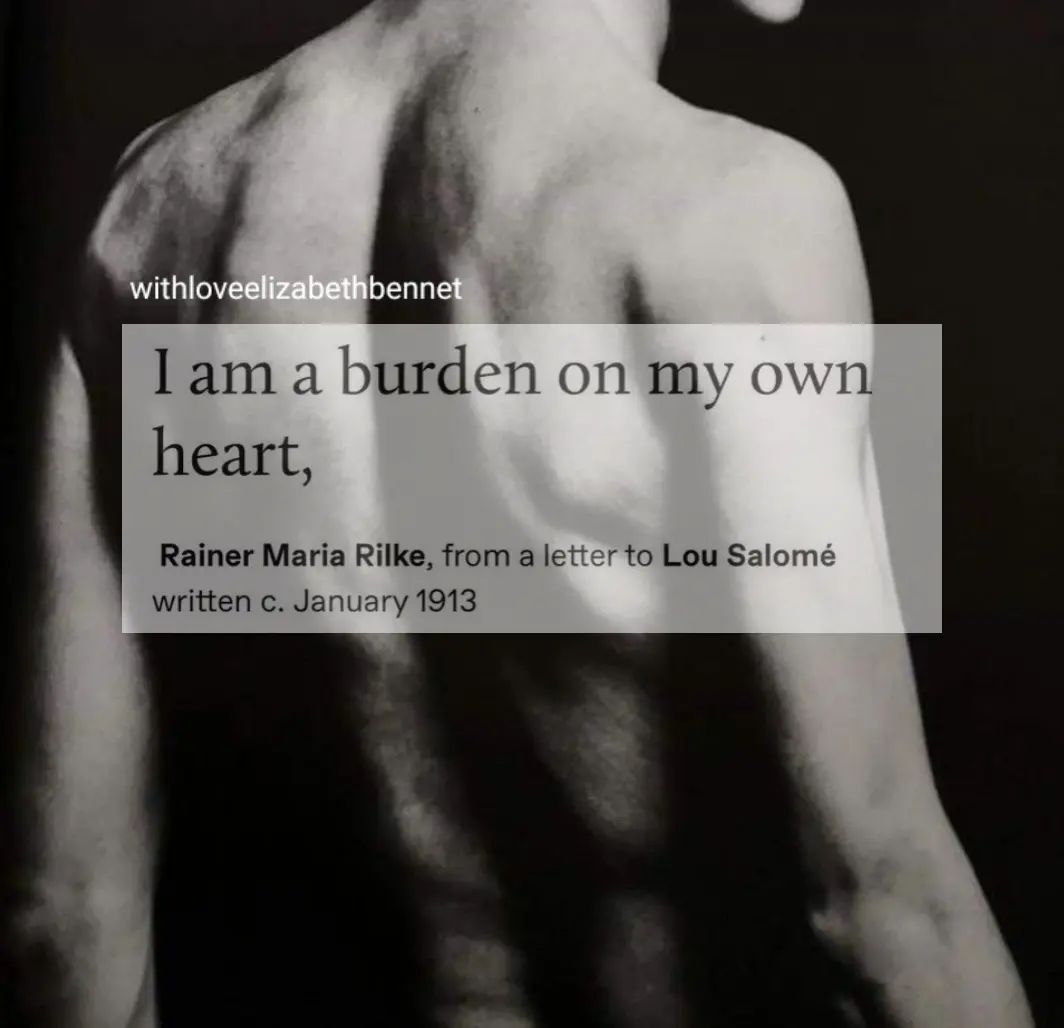 withloveelizabethbennet
I am a burden on my own
heart,
Rainer Maria Rilke, from a letter to Lou Salomé
written c. January 1913